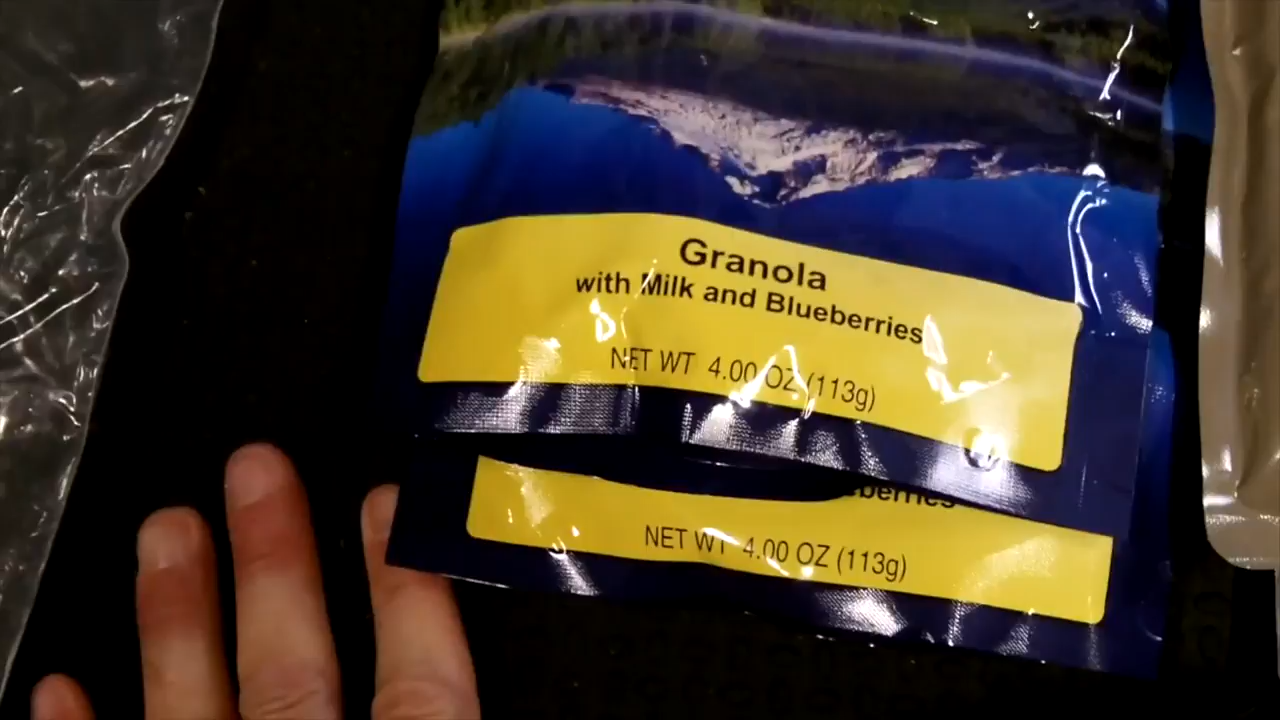 Granola
with Milk and Blueberries
NET WT 4.00 OZ (113g)
NET WT 4.00 OZ (113g)